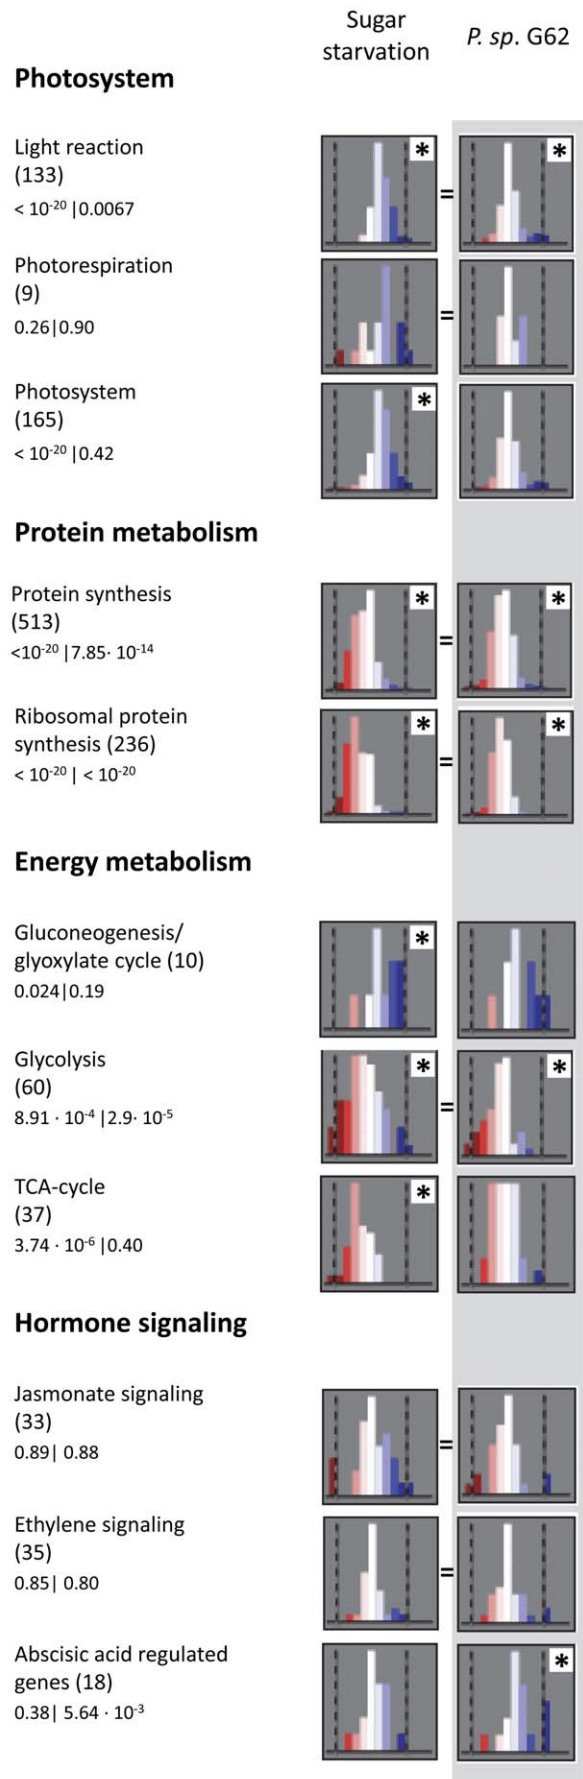 Sugar starvation
P. sp. G62
Photosystem
Light reaction
(133)
< 10⁻²⁰ |0.0067
*
=
*
Photorespiration
(9)
0.26|0.90
=
Photosystem
(165)
< 10⁻²⁰ |0.42
*
Protein metabolism
Protein synthesis
(513)
<10⁻²⁰ |7.85· 10⁻¹⁴
*
=
*
Ribosomal protein
synthesis (236)
< 10⁻²⁰ | < 10⁻²⁰
*
=
*
Energy metabolism
Gluconeogenesis/
glyoxylate cycle (10)
0.024|0.19
*
Glycolysis
(60)
8.91 · 10⁻⁴ |2.9· 10⁻⁵
*
=
*
TCA-cycle
(37)
3.74 · 10⁻⁶ |0.40
*
Hormone signaling
Jasmonate signaling
(33)
0.89| 0.88
=
Ethylene signaling
(35)
0.85| 0.80
=
Abscisic acid regulated
genes (18)
0.38| 5.64 · 10⁻³
*